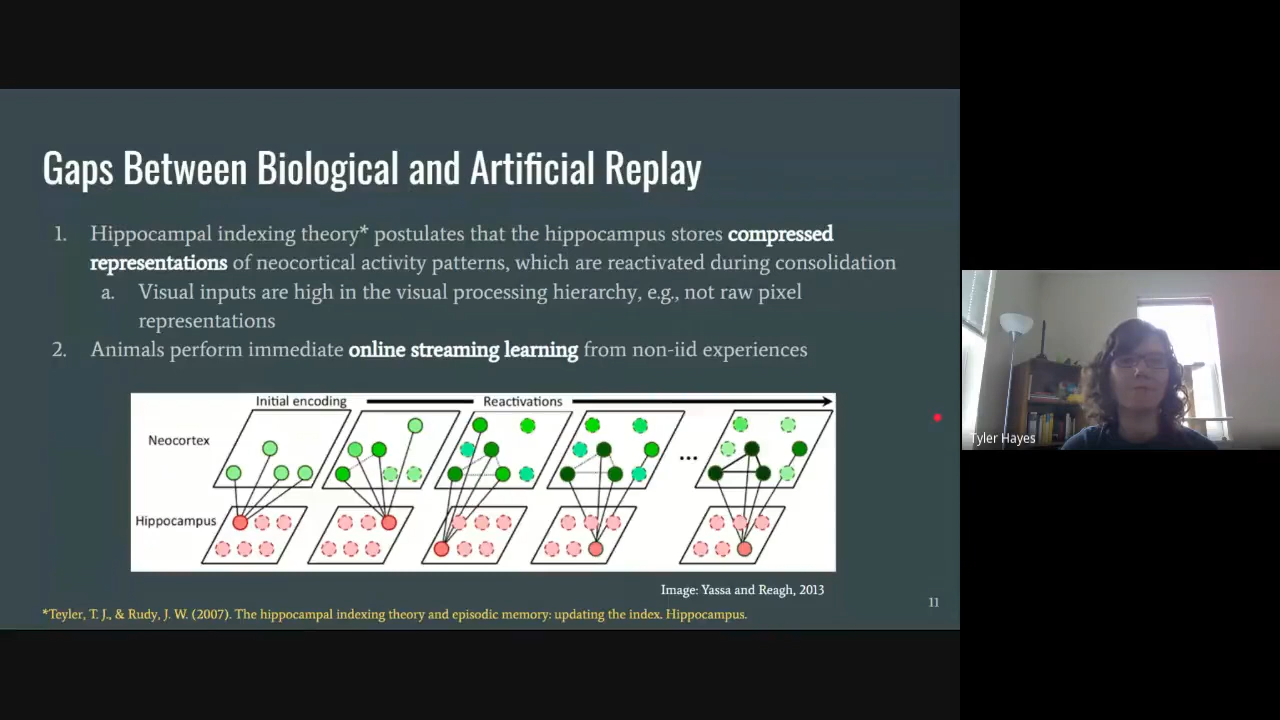 Gaps Between Biological and Artificial Replay
1. Hippocampal indexing theory* postulates that the hippocampus stores compressed
representations of neocortical activity patterns, which are reactivated during consolidation
a. Visual inputs are high in the visual processing hierarchy, e.g., not raw pixel
representations
2. Animals perform immediate online streaming learning from non-iid experiences
Initial encoding
Reactivations
Neocortex
...
Hippocampus
Image: Yassa and Reagh, 2013
11
*Teyler, T. J., & Rudy, J. W. (2007). The hippocampal indexing theory and episodic memory: updating the index. Hippocampus.
Tyler Hayes